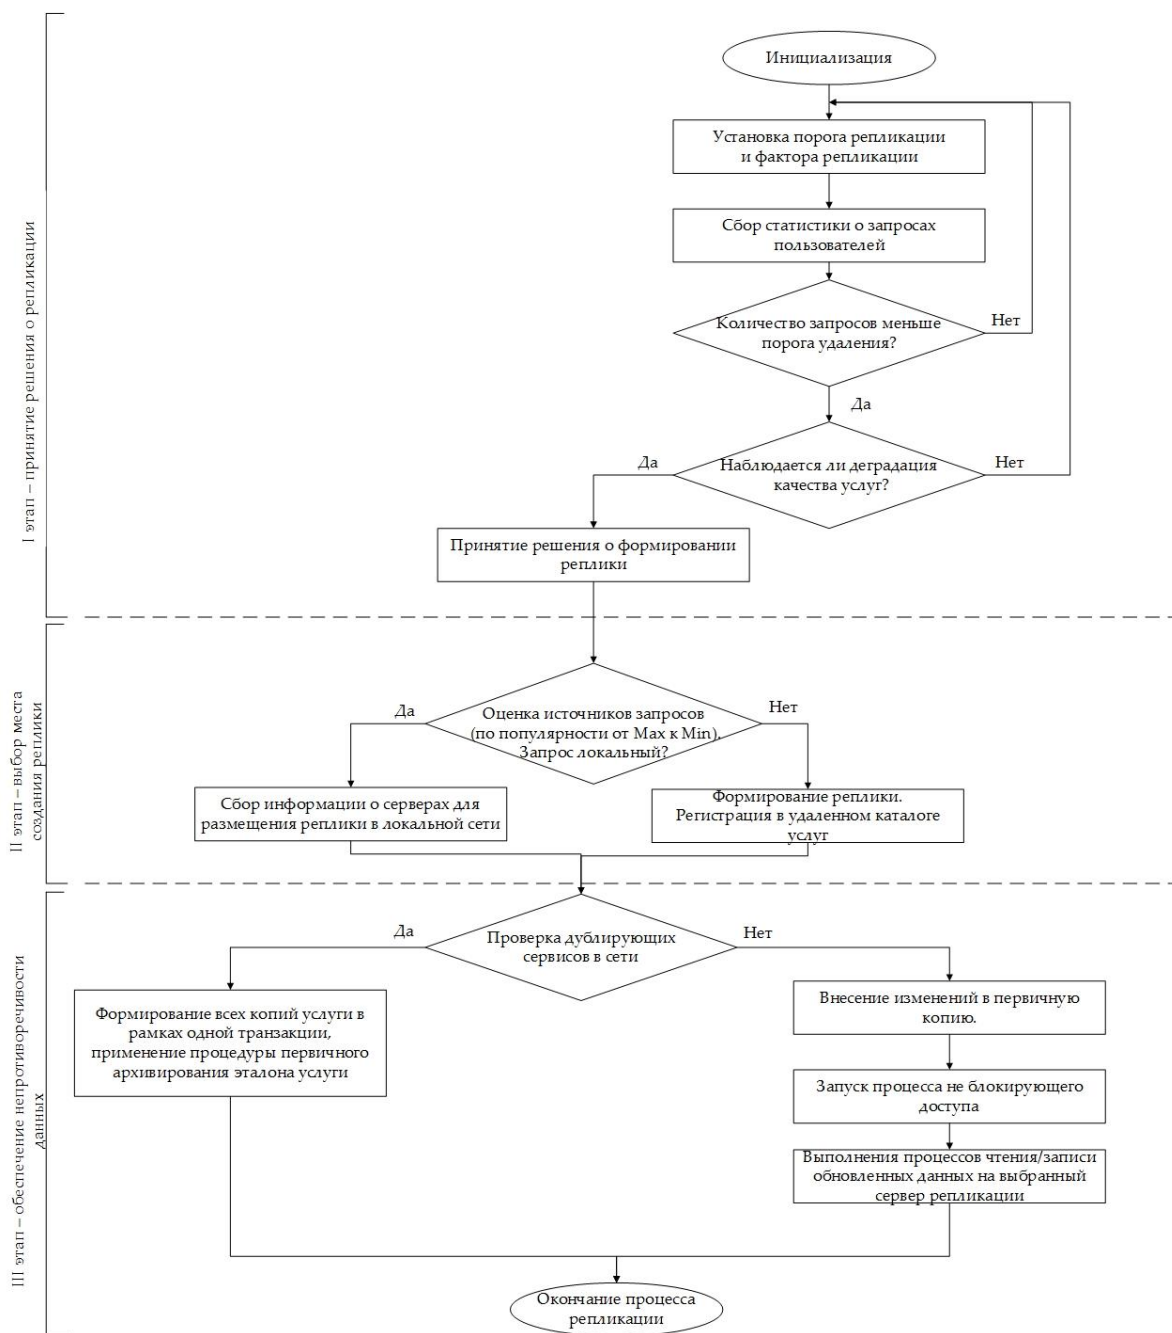 Инициализация
Установка порога репликации
и фактора репликации
Сбор статистики о запросах
пользователей
Количество запросов меньше
порога удаления?
Нет
Да
Наблюдается ли деградация
качества услуг?
Да
Нет
Принятие решения о формировании
реплики
I этап – принятие решения о репликации
Оценка источников запросов
(по популярности от Max к Min).
Запрос локальный?
Да
Нет
Сбор информации о серверах для
размещения реплики в локальной сети
Формирование реплики.
Регистрация в удаленном каталоге
услуг
II этап – выбор места
создания реплики
Проверка дублирующих
сервисов в сети
Да
Нет
Формирование всех копий услуги в
рамках одной транзакции,
применение процедуры первичного
архивирования эталона услуги
Внесение изменений в первичную
копию.
Запуск процесса не блокирующего
доступа
Выполнения процессов чтения/записи
обновленных данных на выбранный
сервер репликации
III этап – обеспечение непротиворечивости
данных
Окончание процесса
репликации